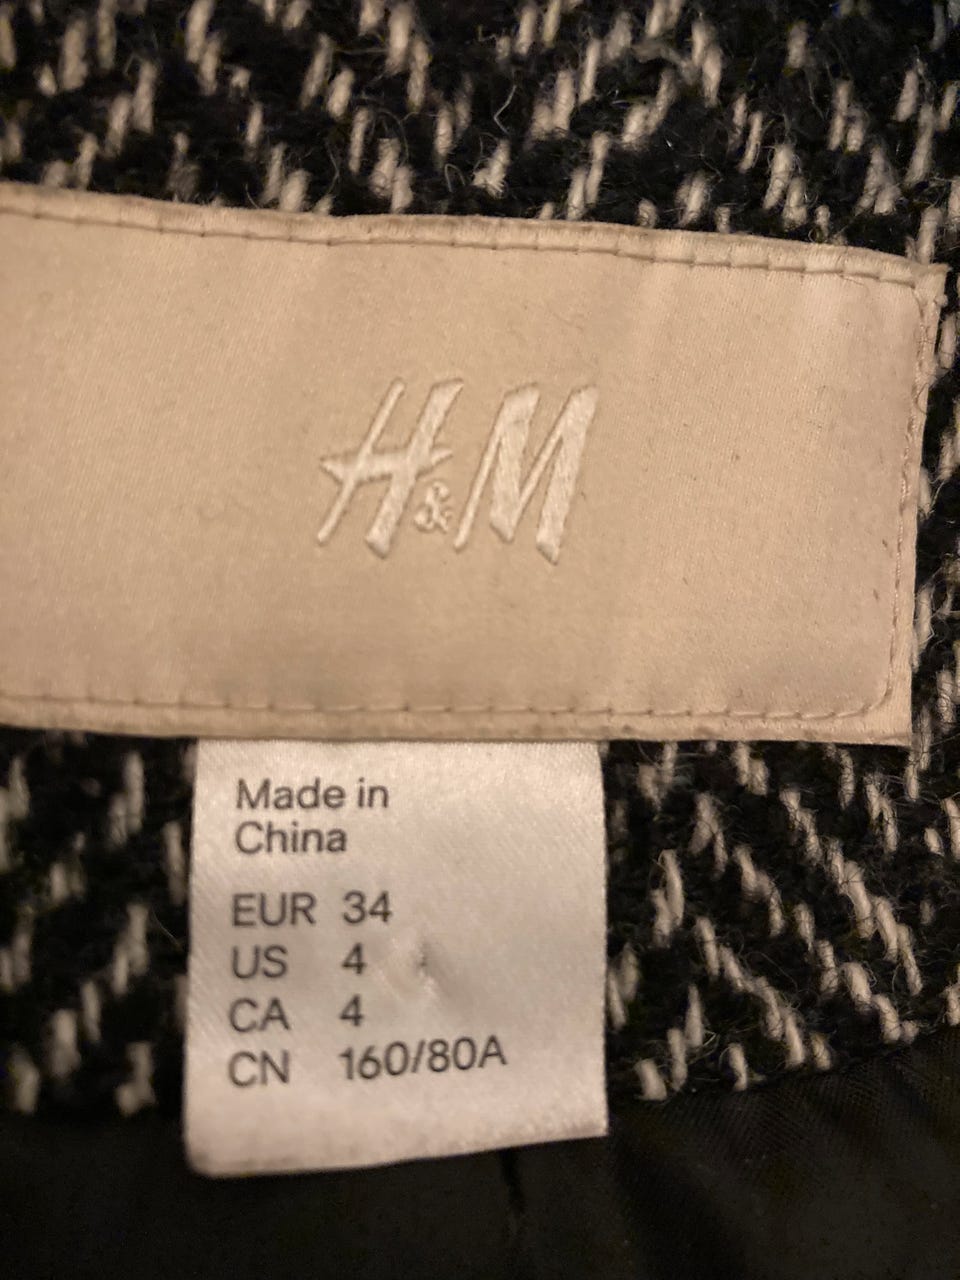 H&M
Made in
China
EUR 34
US 4
CA 4
CN 160/80A